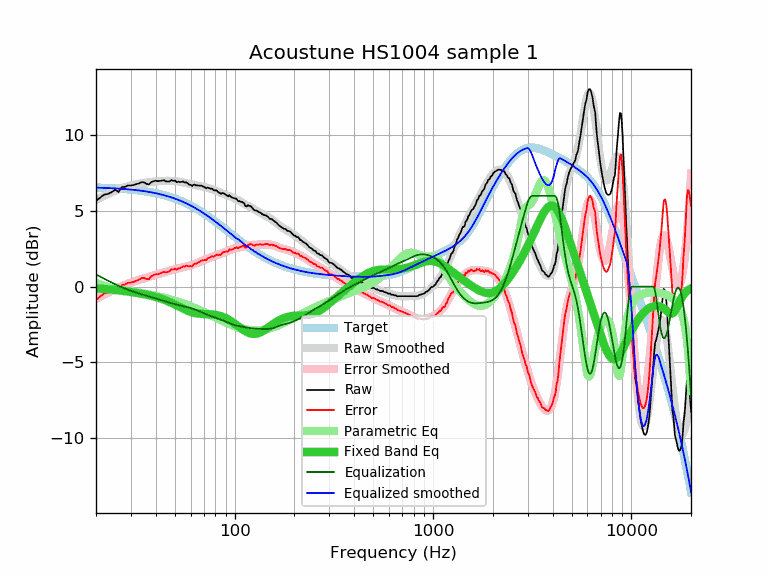 Acoustune HS1004 sample 1
Amplitude (dBr)
10
5
0
−5
−10
Target
Raw Smoothed
Error Smoothed
Raw
Error
Parametric Eq
Fixed Band Eq
Equalization
Equalized smoothed
100
1000
10000
Frequency (Hz)